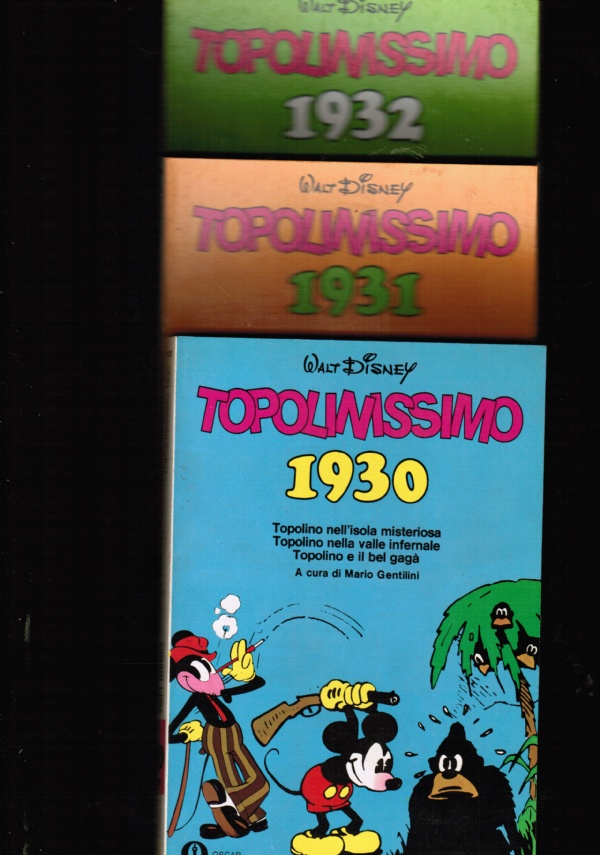 WALT DISNEY
TOPOLINISSIMO
1932
WALT DISNEY
TOPOLINISSIMO
1931
WALT DISNEY
TOPOLINISSIMO
1930
Topolino nell'isola misteriosa
Topolino nella valle infernale
Topolino e il bel gagà
A cura di Mario Gentilini
OSCAR